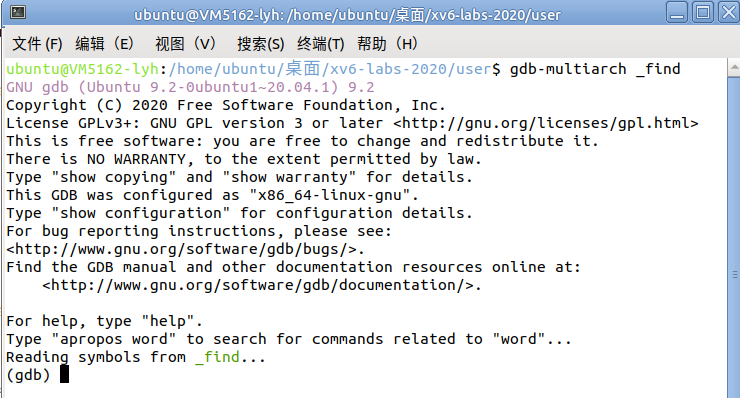 ubuntu@VM5162-lyh: /home/ubuntu/桌面/xv6-labs-2020/user
文件 (F) 编辑（E） 视图（V） 搜索(S) 终端(T) 帮助（H）
ubuntu@VM5162-lyh:/home/ubuntu/桌面/xv6-labs-2020/user$ gdb-multiarch _find
GNU gdb (Ubuntu 9.2-0ubuntu1~20.04.1) 9.2
Copyright (C) 2020 Free Software Foundation, Inc.
License GPLv3+: GNU GPL version 3 or later <http://gnu.org/licenses/gpl.html>
This is free software: you are free to change and redistribute it.
There is NO WARRANTY, to the extent permitted by law.
Type "show copying" and "show warranty" for details.
This GDB was configured as "x86_64-linux-gnu".
Type "show configuration" for configuration details.
For bug reporting instructions, please see:
<http://www.gnu.org/software/gdb/bugs/>.
Find the GDB manual and other documentation resources online at:
    <http://www.gnu.org/software/gdb/documentation/>.

For help, type "help".
Type "apropos word" to search for commands related to "word"...
Reading symbols from _find...
(gdb)